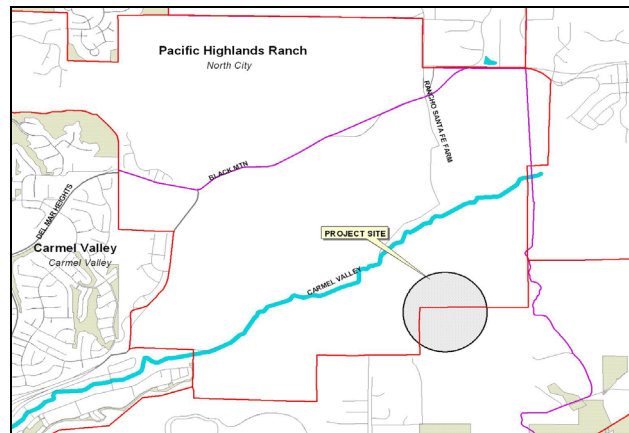 Pacific Highlands Ranch
North City
RANCHO SANTA FE FARM
BLACK MTN
DEL MAR HEIGHTS
PROJECT SITE
Carmel Valley
Carmel Valley
CARMEL VALLEY